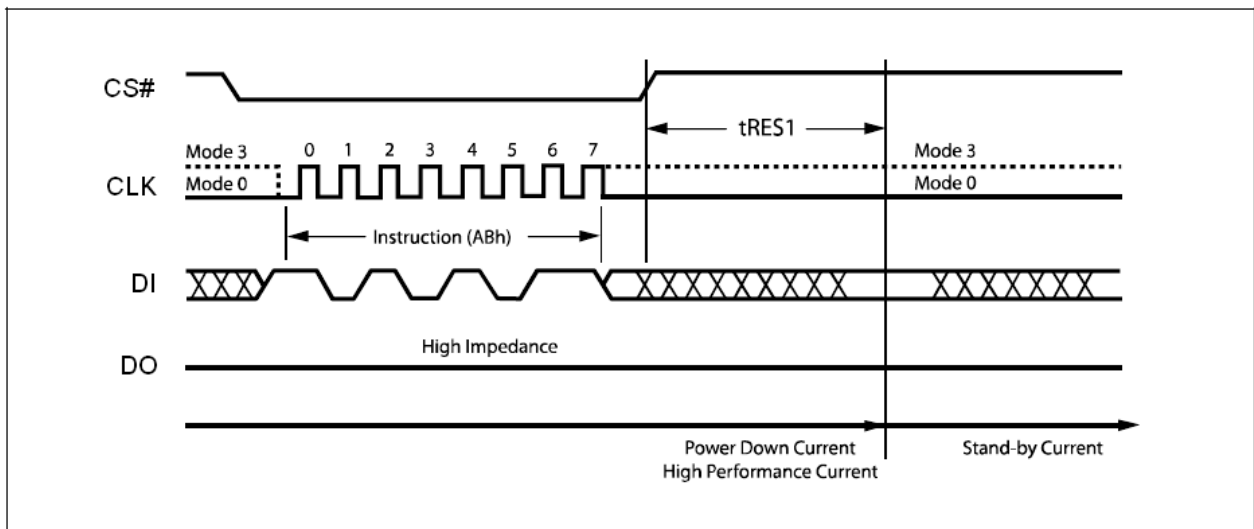 CS#
tRES1
Mode 3 0 1 2 3 4 5 6 7 Mode 3
CLK Mode 0 Mode 0
Instruction (ABh)
DI
High Impedance
DO
Power Down Current Stand-by Current
High Performance Current